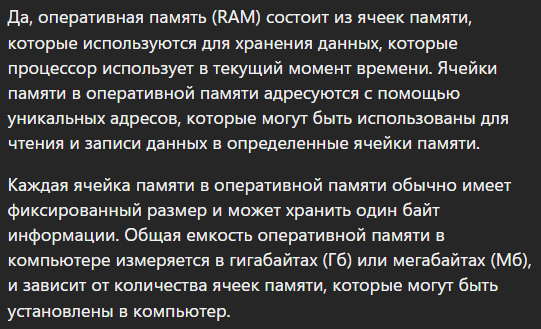 Да, оперативная память (RAM) состоит из ячеек памяти,
которые используются для хранения данных, которые
процессор использует в текущий момент времени. Ячейки
памяти в оперативной памяти адресуются с помощью
уникальных адресов, которые могут быть использованы для
чтения и записи данных в определенные ячейки памяти.
Каждая ячейка памяти в оперативной памяти обычно имеет
фиксированный размер и может хранить один байт
информации. Общая емкость оперативной памяти в
компьютере измеряется в гигабайтах (Гб) или мегабайтах (Мб),
и зависит от количества ячеек памяти, которые могут быть
установлены в компьютер.